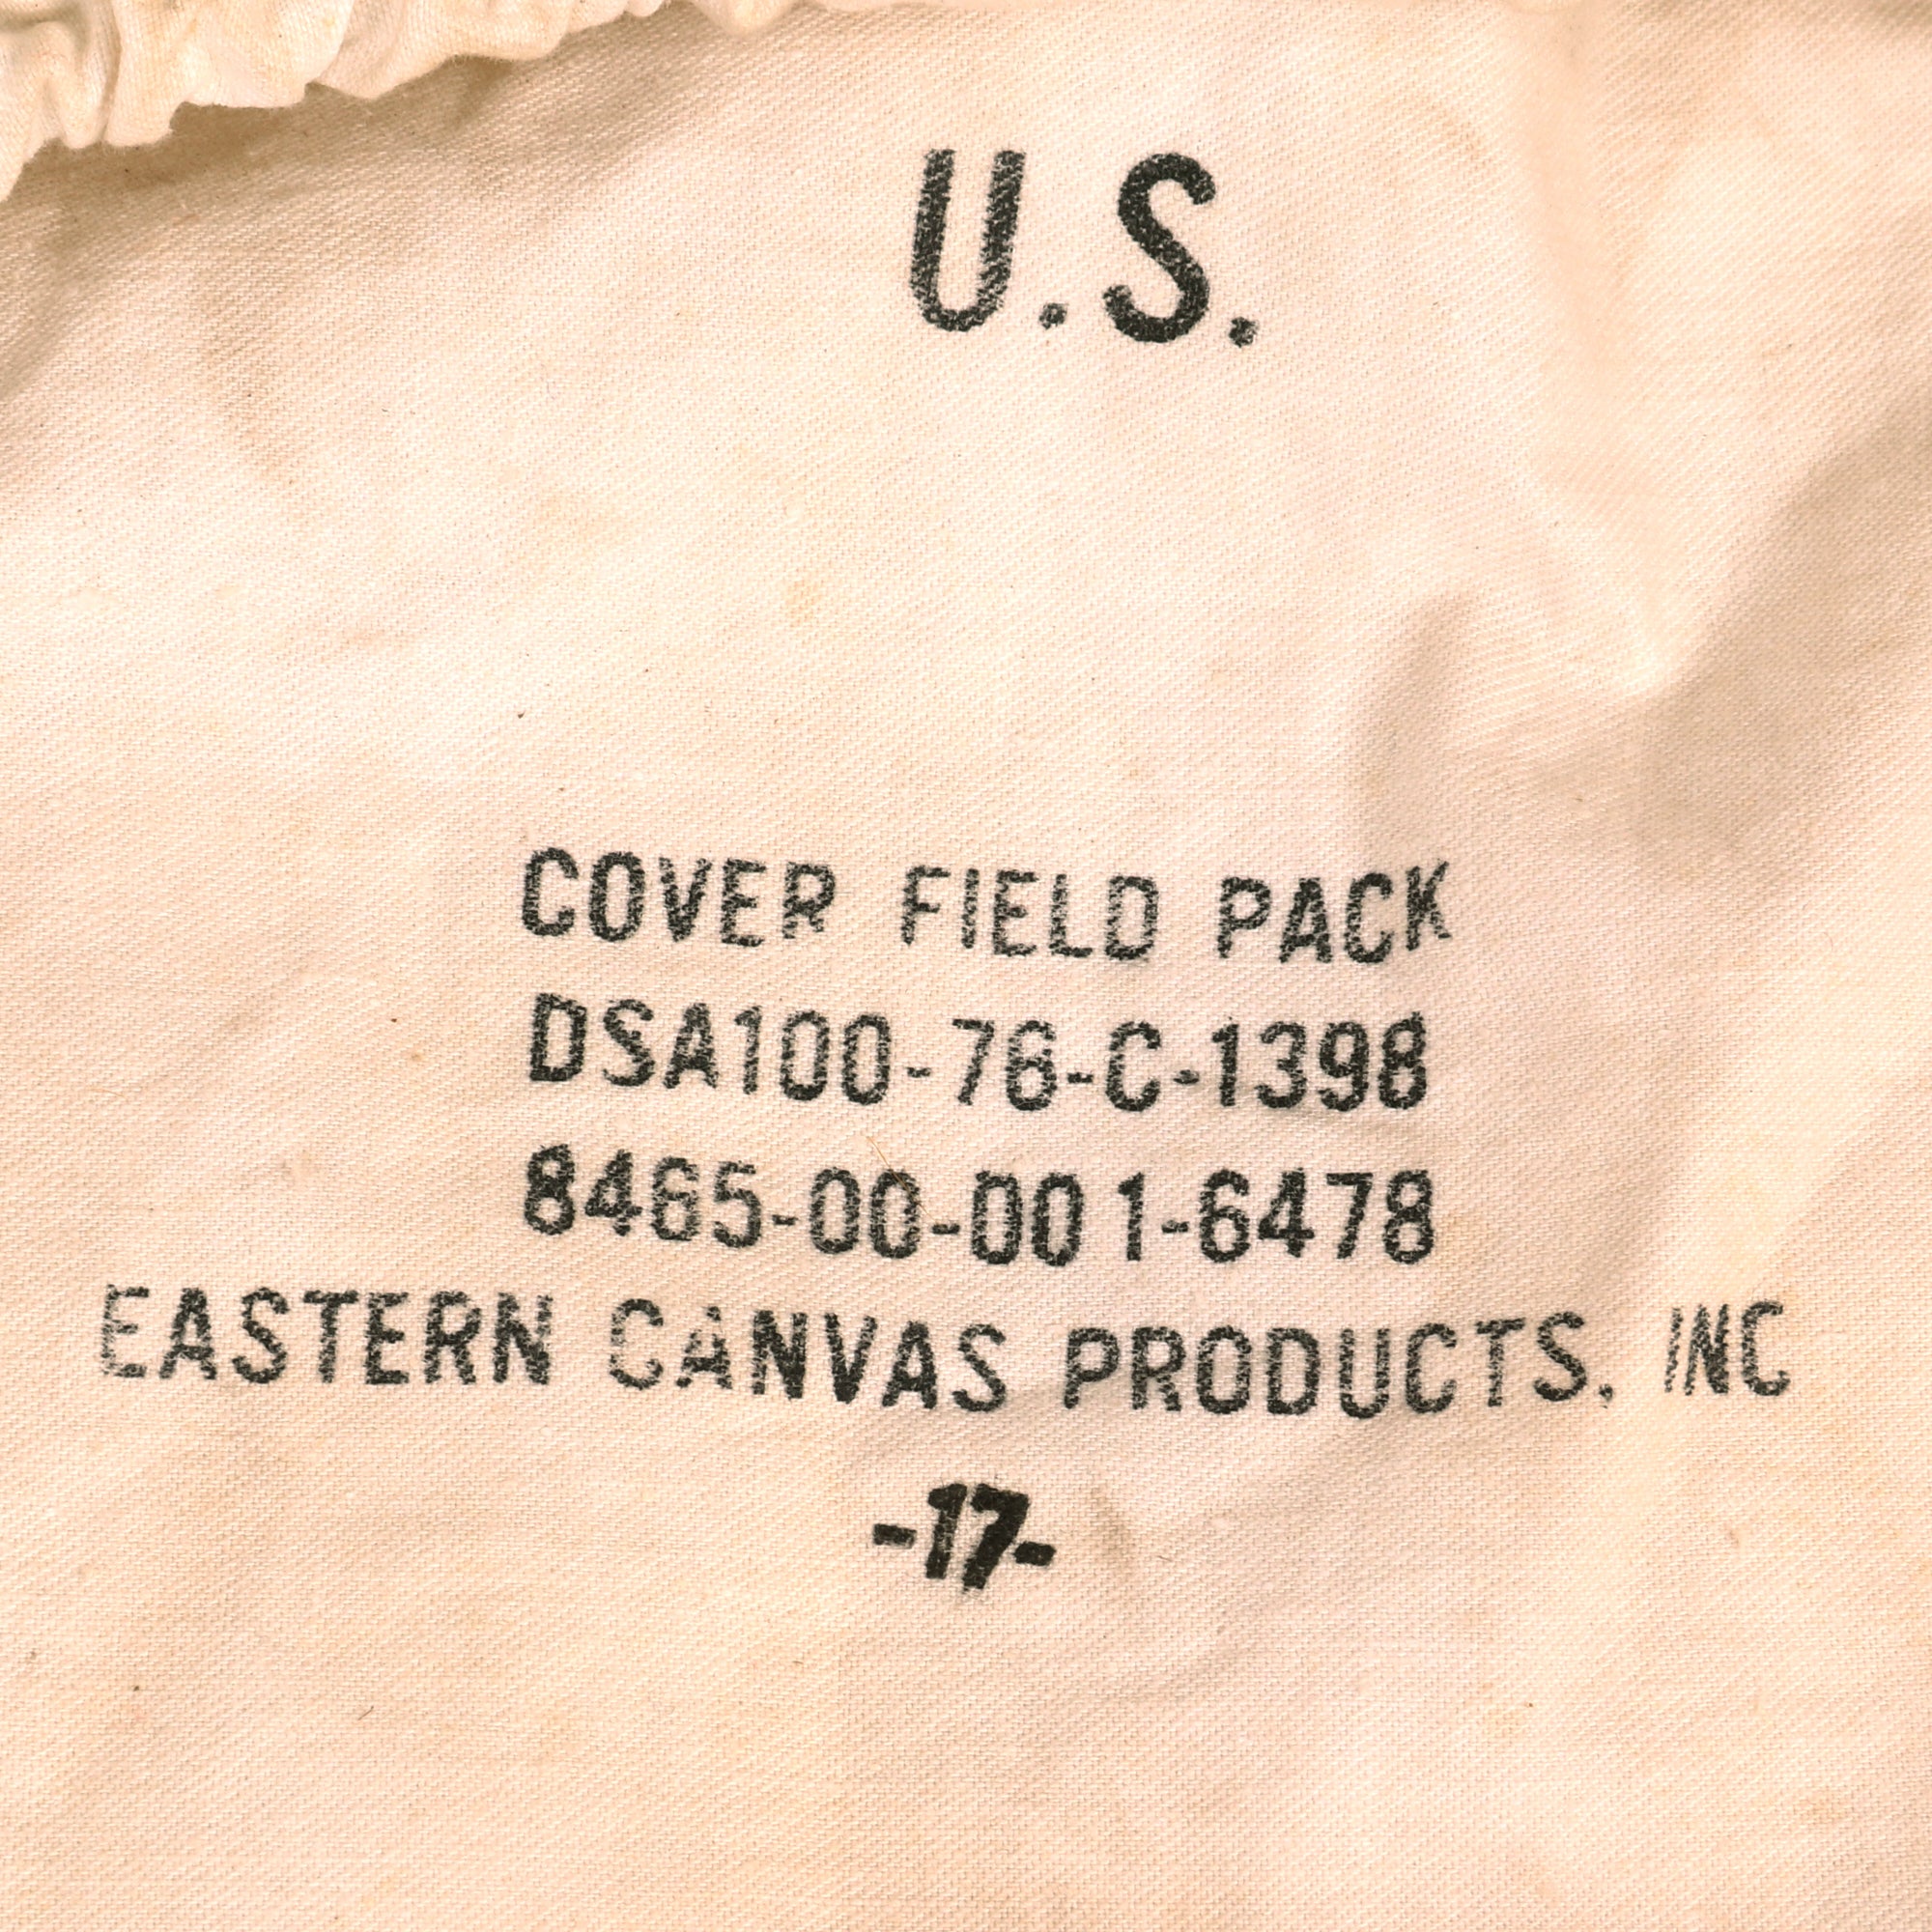 U.S.
COVER FIELD PACK
DSA100-76-C-1398
8465-00-001-6478
EASTERN CANVAS PRODUCTS, INC
-17-